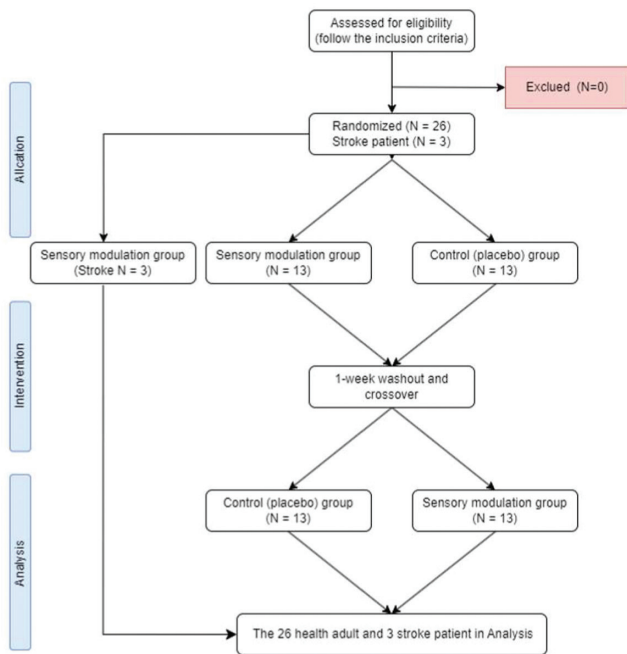 Assessed for eligibility
(follow the inclusion criteria)
Exclued (N=0)
Allcation
Randomized (N = 26)
Stroke patient (N = 3)
Sensory modulation group
(Stroke N = 3)
Sensory modulation group
(N = 13)
Control (placebo) group
(N = 13)
Intervention
1-week washout and
crossover
Analysis
Control (placebo) group
(N = 13)
Sensory modulation group
(N = 13)
The 26 health adult and 3 stroke patient in Analysis